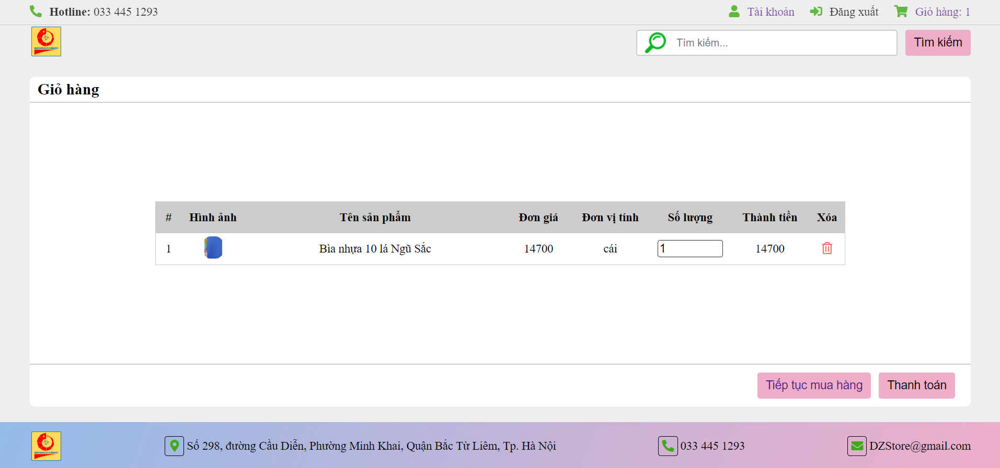 Hotline: 033 445 1293 Tài khoản Đăng xuất Giỏ hàng: 1
Tìm kiếm... Tìm kiếm
Giỏ hàng
# Hình ảnh Tên sản phẩm Đơn giá Đơn vị tính Số lượng Thành tiền Xóa
1 Bìa nhựa 10 lá Ngũ Sắc 14700 cái 1 14700
Tiếp tục mua hàng Thanh toán
Số 298, đường Cầu Diễn, Phường Minh Khai, Quận Bắc Từ Liêm, Tp. Hà Nội 033 445 1293 DZStore@gmail.com